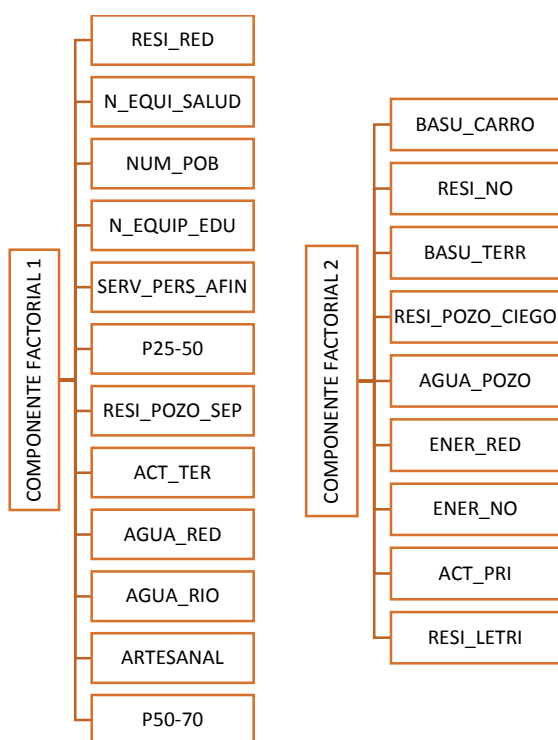 COMPONENTE FACTORIAL 1
RESI_RED
N_EQUI_SALUD
NUM_POB
N_EQUIP_EDU
SERV_PERS_AFIN
P25-50
RESI_POZO_SEP
ACT_TER
AGUA_RED
AGUA_RIO
ARTESANAL
P50-70
COMPONENTE FACTORIAL 2
BASU_CARRO
RESI_NO
BASU_TERR
RESI_POZO_CIEGO
AGUA_POZO
ENER_RED
ENER_NO
ACT_PRI
RESI_LETRI